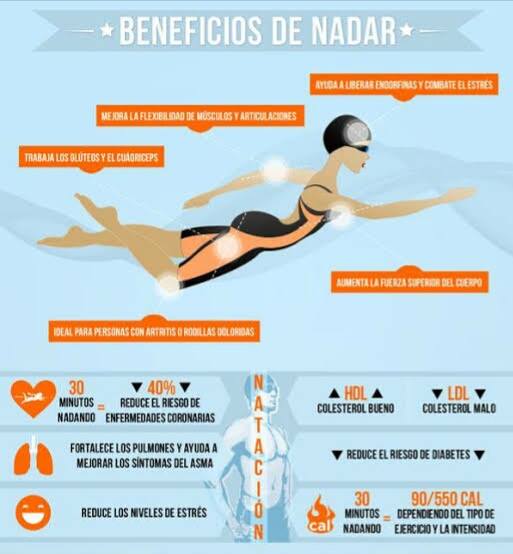 BENEFICIOS DE NADAR
AYUDA A LIBERAR ENDORFINAS Y COMBATE EL ESTRÉS
MEJORA LA FLEXIBILIDAD DE MÚSCULOS Y ARTICULACIONES
TRABAJA LOS GLÚTEOS Y EL CUÁDRICEPS
AUMENTA LA FUERZA SUPERIOR DEL CUERPO
IDEAL PARA PERSONAS CON ARTRITIS O RODILLAS DOLORIDAS
30
MINUTOS
NADANDO
=
▼ 40% ▼
REDUCE EL RIESGO DE
ENFERMEDADES CORONARIAS
FORTALECE LOS PULMONES Y AYUDA A
MEJORAR LOS SÍNTOMAS DEL ASMA
REDUCE LOS NIVELES DE ESTRÉS
NATACIÓN
▲ HDL ▲
COLESTEROL BUENO
▼ LDL ▼
COLESTEROL MALO
▼ REDUCE EL RIESGO DE DIABETES ▼
cal
30
MINUTOS
NADANDO
=
90/550 CAL
DEPENDIENDO DEL TIPO DE
EJERCICIO Y LA INTENSIDAD